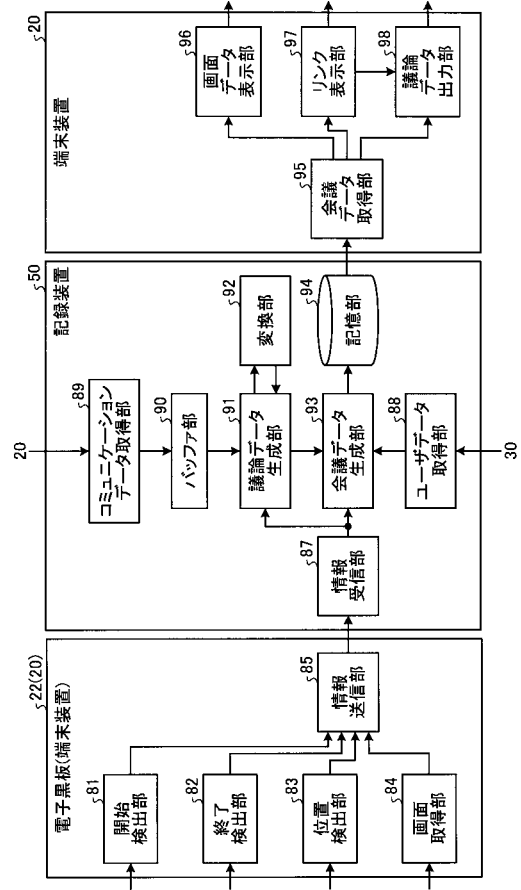 電子黒板(端末装置)
22(20)
81
開始
検出部
82
終了
検出部
83
位置
検出部
84
画面
取得部
85
情報
送信部
記録装置
50
20
89
コミュニケーション
データ取得部
90
バッファ部
91
議論データ
生成部
92
変換部
93
会議データ
生成部
94
記憶部
87
情報
受信部
88
ユーザデータ
取得部
30
端末装置
20
95
会議
データ
取得部
96
画面
データ
表示部
97
リンク
表示部
98
議論
データ
出力部